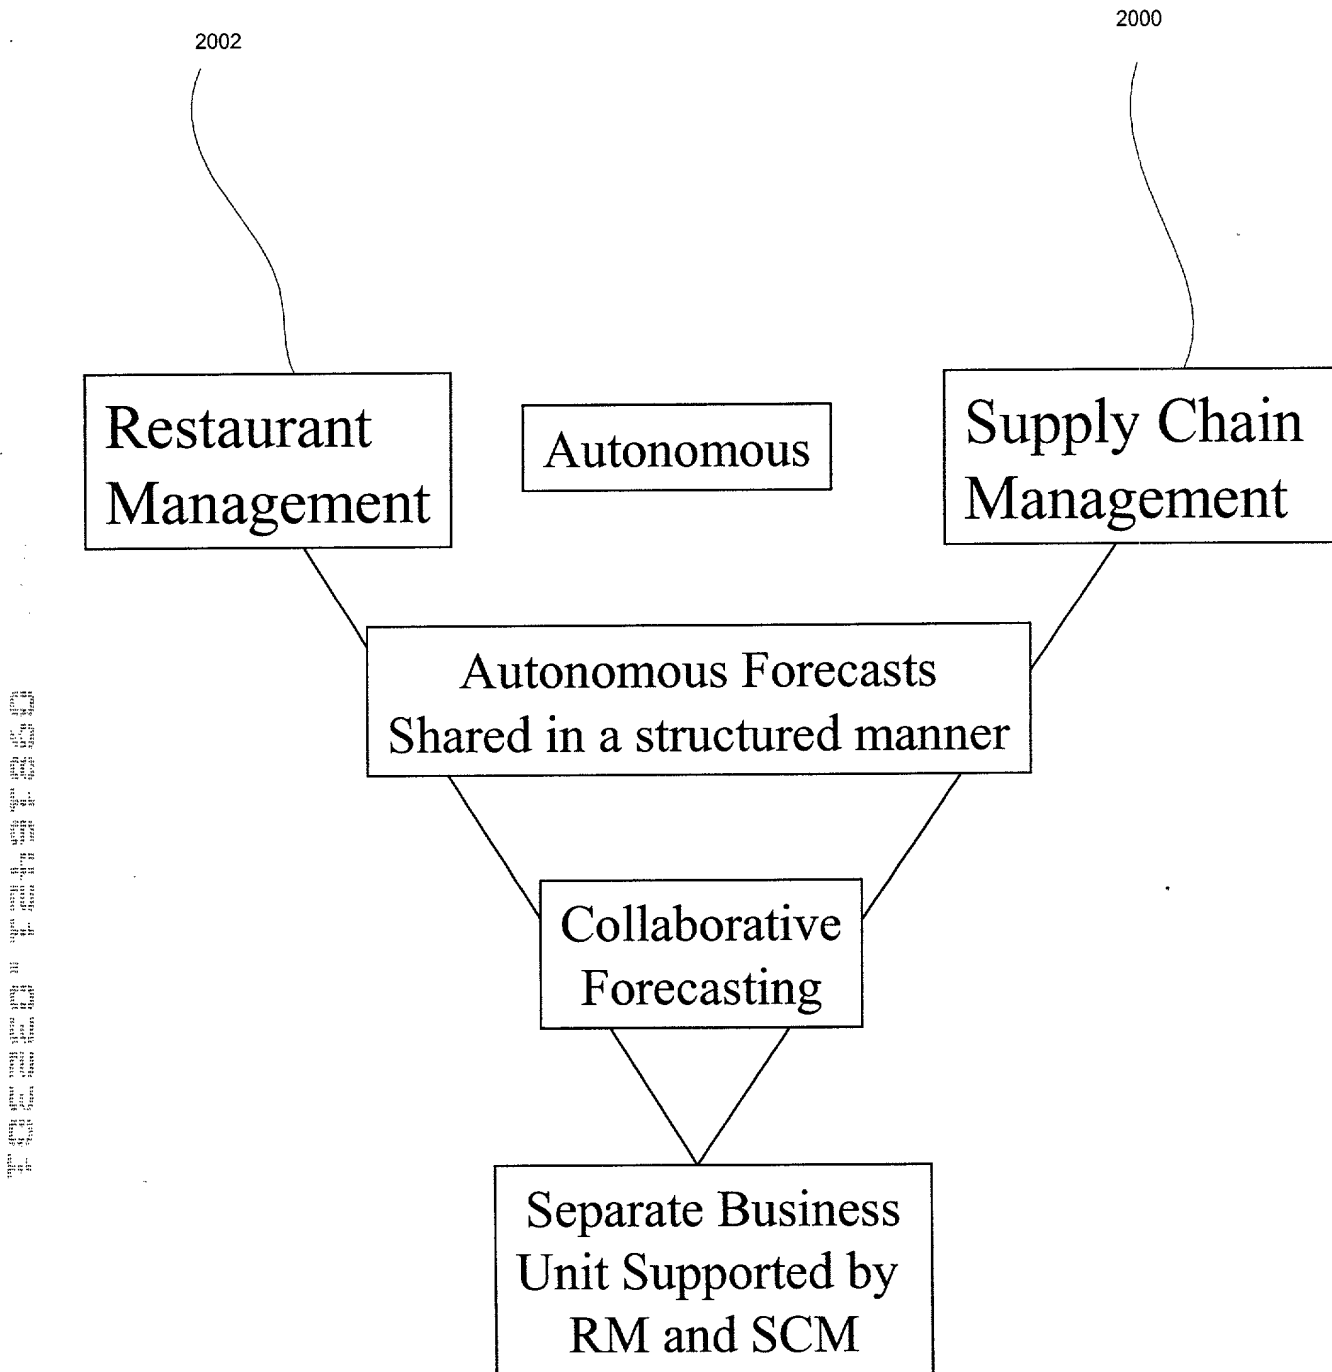 2002
2000
Restaurant
Management
Autonomous
Supply Chain
Management
Autonomous Forecasts
Shared in a structured manner
Collaborative
Forecasting
Separate Business
Unit Supported by
RM and SCM